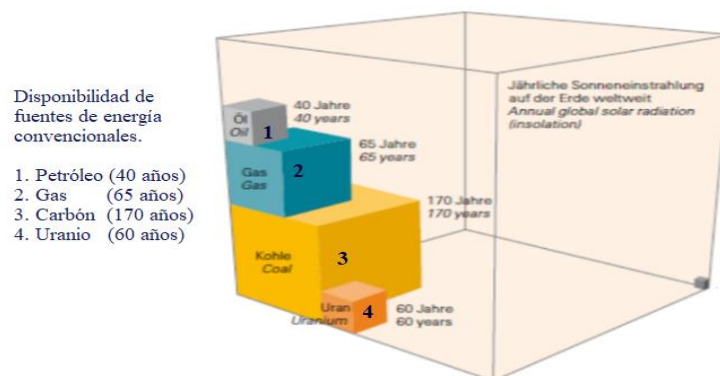 Disponibilidad de
fuentes de energía
convencionales.
1. Petróleo (40 años)
2. Gas (65 años)
3. Carbón (170 años)
4. Uranio (60 años)
Öl
Oil
1
40 Jahre
40 years
Gas
Gas
2
65 Jahre
65 years
Kohle
Coal
3
170 Jahre
170 years
Uran
Uranium
4
60 Jahre
60 years
Jährliche Sonneneinstrahlung
auf der Erde weltweit
Annual global solar radiation
(insolation)